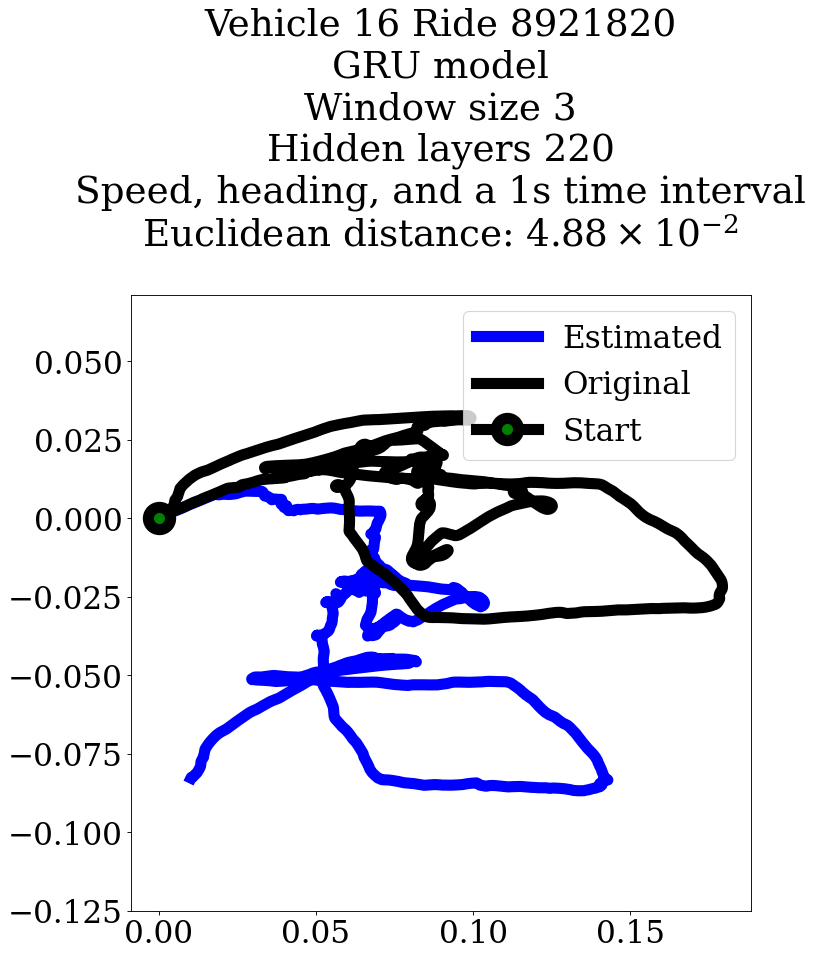 Vehicle 16 Ride 8921820
GRU model
Window size 3
Hidden layers 220
Speed, heading, and a 1s time interval
Euclidean distance: 4.88 × 10⁻²
Estimated
Original
Start
0.050
0.025
0.000
−0.025
−0.050
−0.075
−0.100
−0.125
0.00 0.05 0.10 0.15